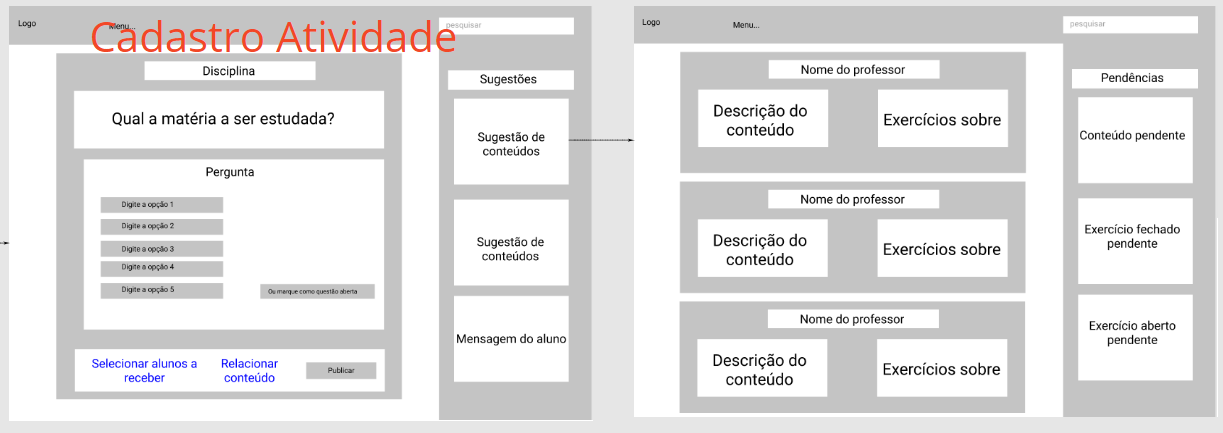 Logo
Menu...
Cadastro Atividade
pesquisar
Disciplina
Qual a matéria a ser estudada?
Pergunta
Digite a opção 1
Digite a opção 2
Digite a opção 3
Digite a opção 4
Digite a opção 5
Ou marque como questão aberta
Selecionar alunos a
receber
Relacionar
conteúdo
Publicar
Sugestões
Sugestão de
conteúdos
Sugestão de
conteúdos
Mensagem do aluno
Logo
Menu...
pesquisar
Nome do professor
Descrição do
conteúdo
Exercícios sobre
Nome do professor
Descrição do
conteúdo
Exercícios sobre
Nome do professor
Descrição do
conteúdo
Exercícios sobre
Pendências
Conteúdo pendente
Exercício fechado
pendente
Exercício aberto
pendente